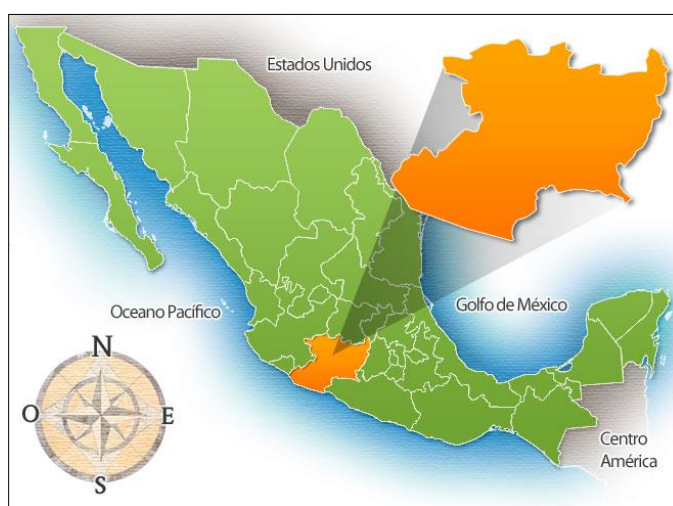 Estados Unidos
Oceano Pacífico
Golfo de México
N
O
E
S
Centro
América